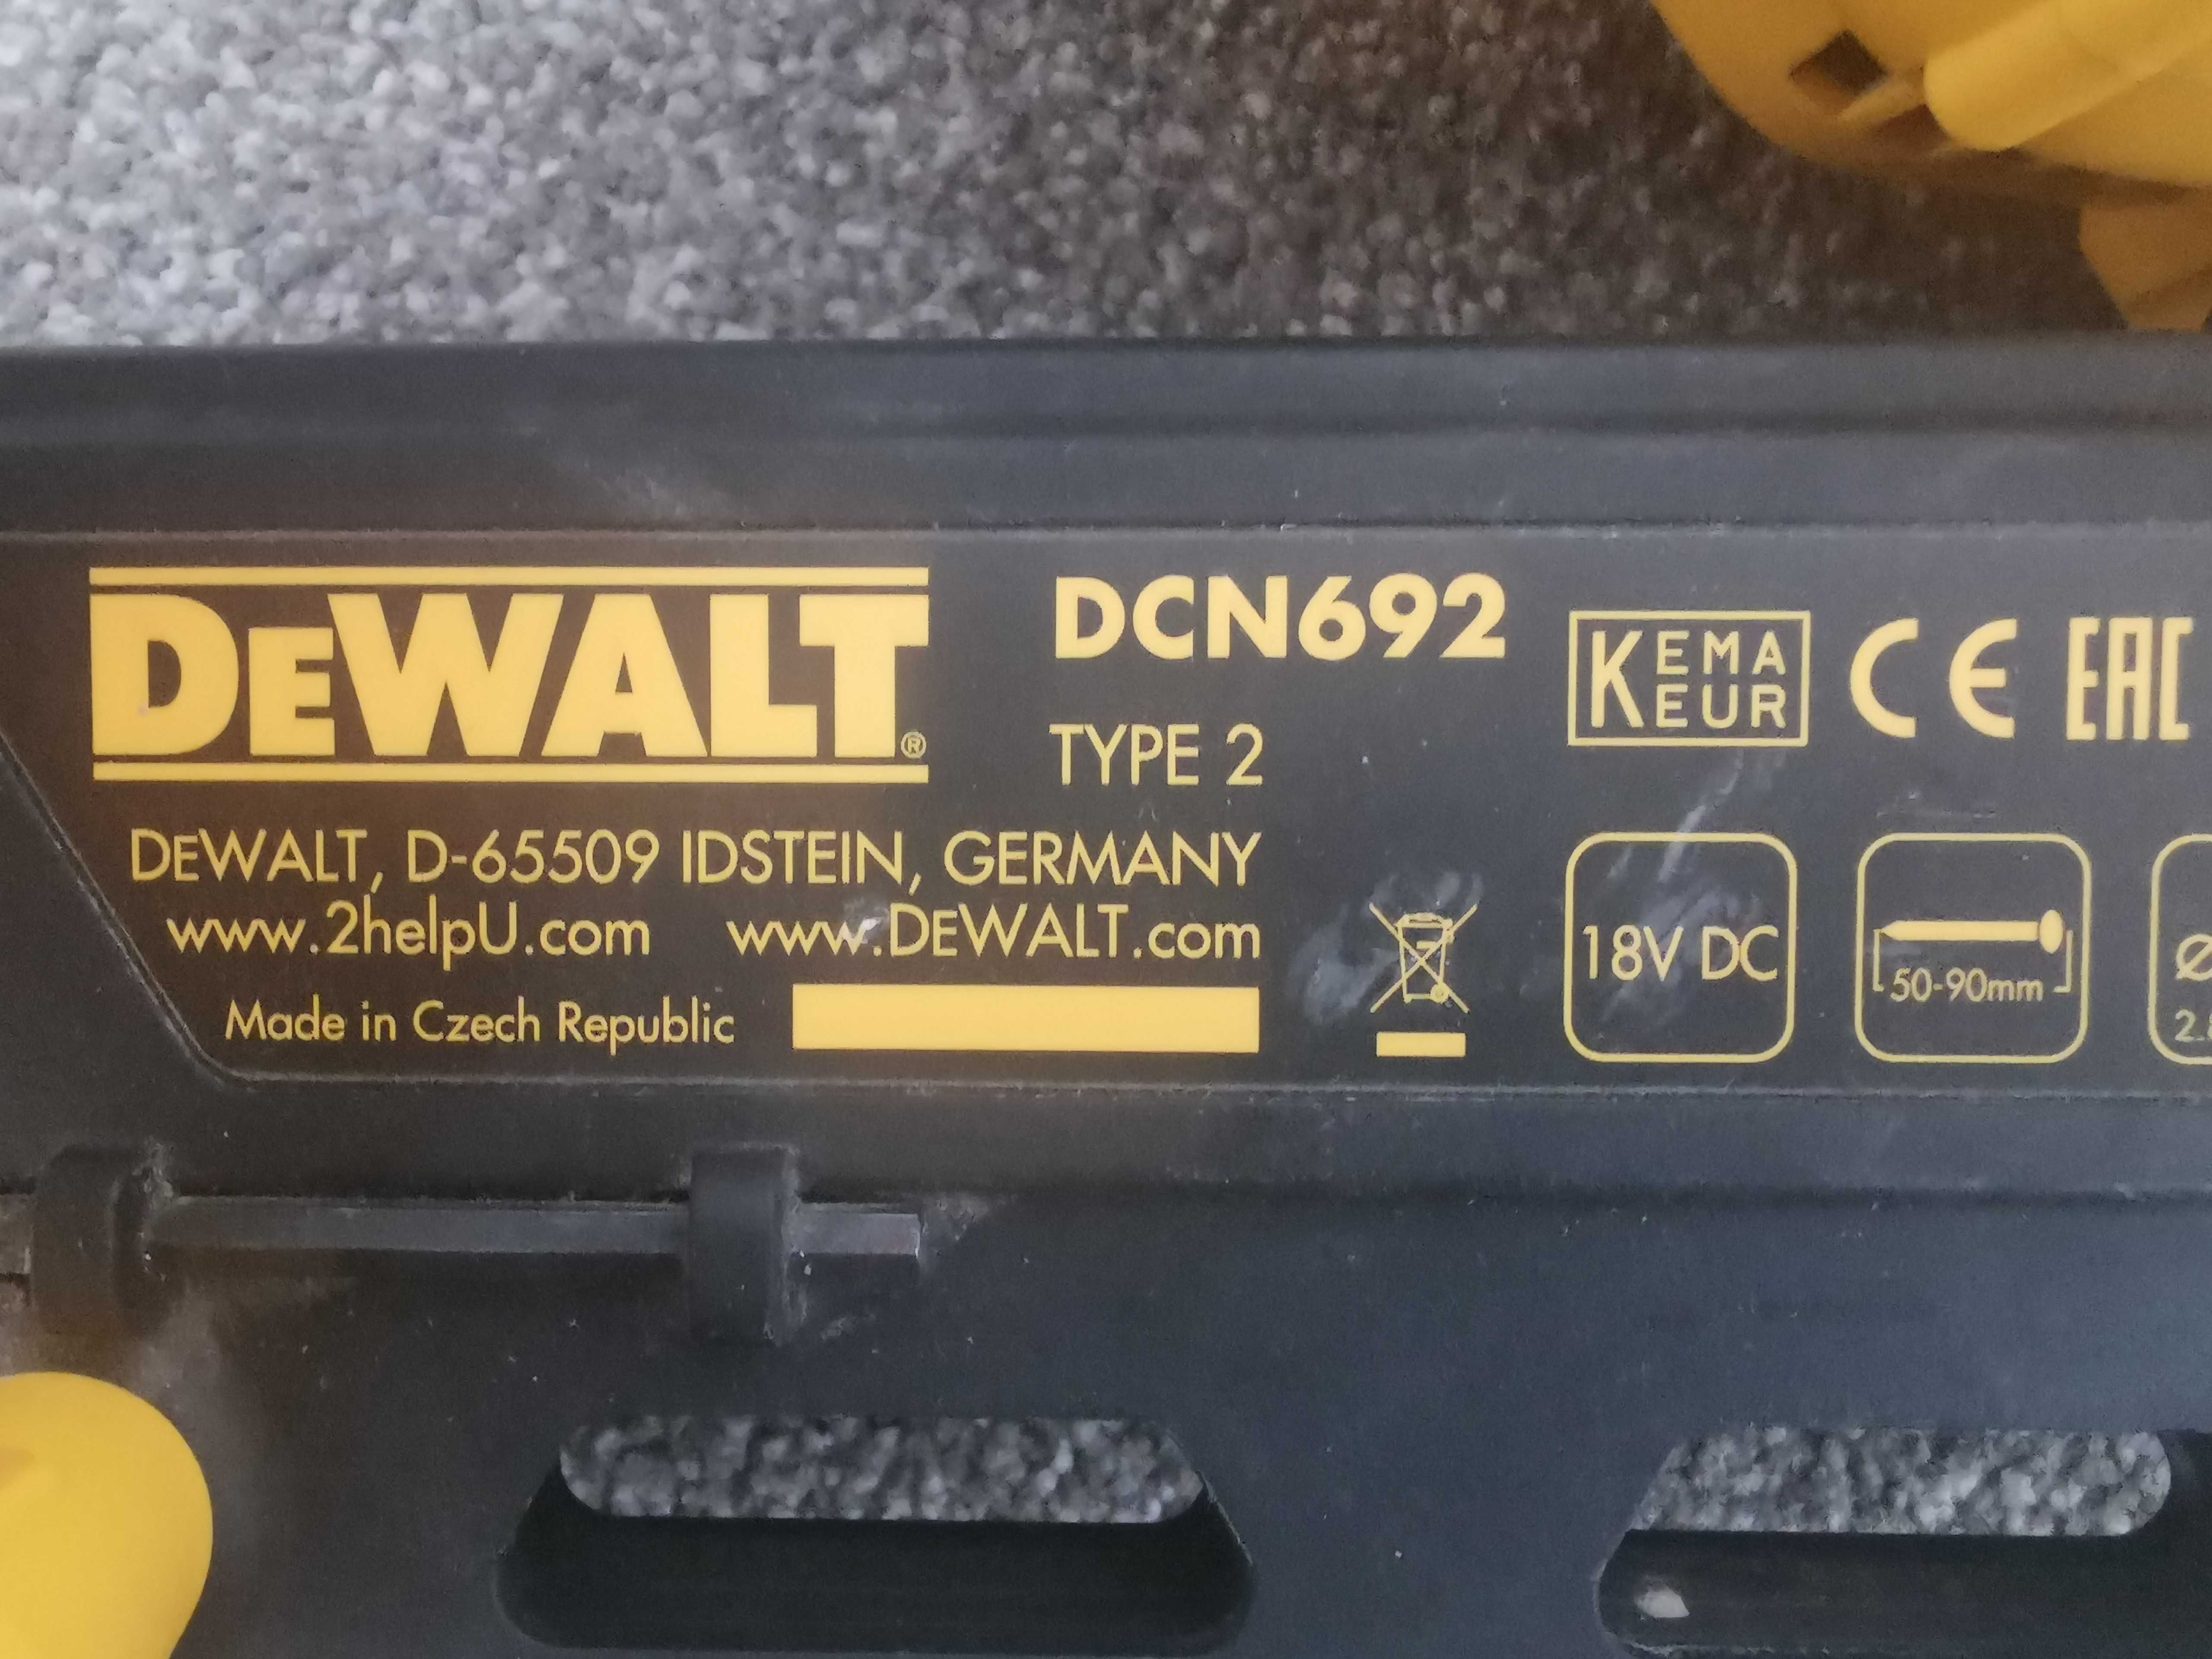 DEWALT®
DCN692
TYPE 2
KEMA
KEUR
CE
EAC
DEWALT, D-65509 IDSTEIN, GERMANY
www.2helpU.com www.DEWALT.com
Made in Czech Republic
18V DC
50-90mm
Ø